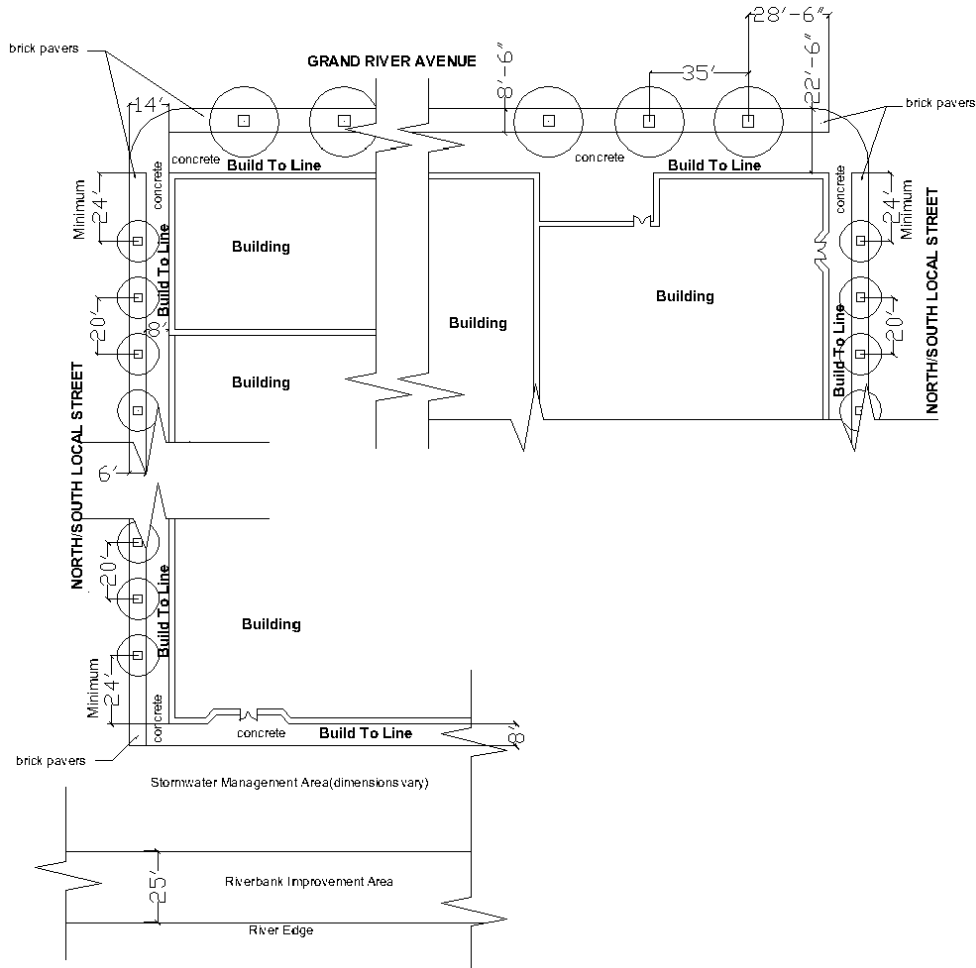 28'-6"
brick pavers
GRAND RIVER AVENUE
8'-6"
35'
22'-6"
14'
brick pavers
concrete
Build To Line
concrete
Build To Line
concrete
concrete
Minimum
24'
24'
Minimum
NORTH/SOUTH LOCAL STREET
Build To Line
Building
Building
Building
20'
8'
20'
Build To Line
Building
NORTH/SOUTH LOCAL STREET
6'
20'
Build To Line
Building
Minimum
24'
concrete
concrete
Build To Line
8'
brick pavers
Stormwater Management Area(dimensions vary)
25'
Riverbank Improvement Area
River Edge